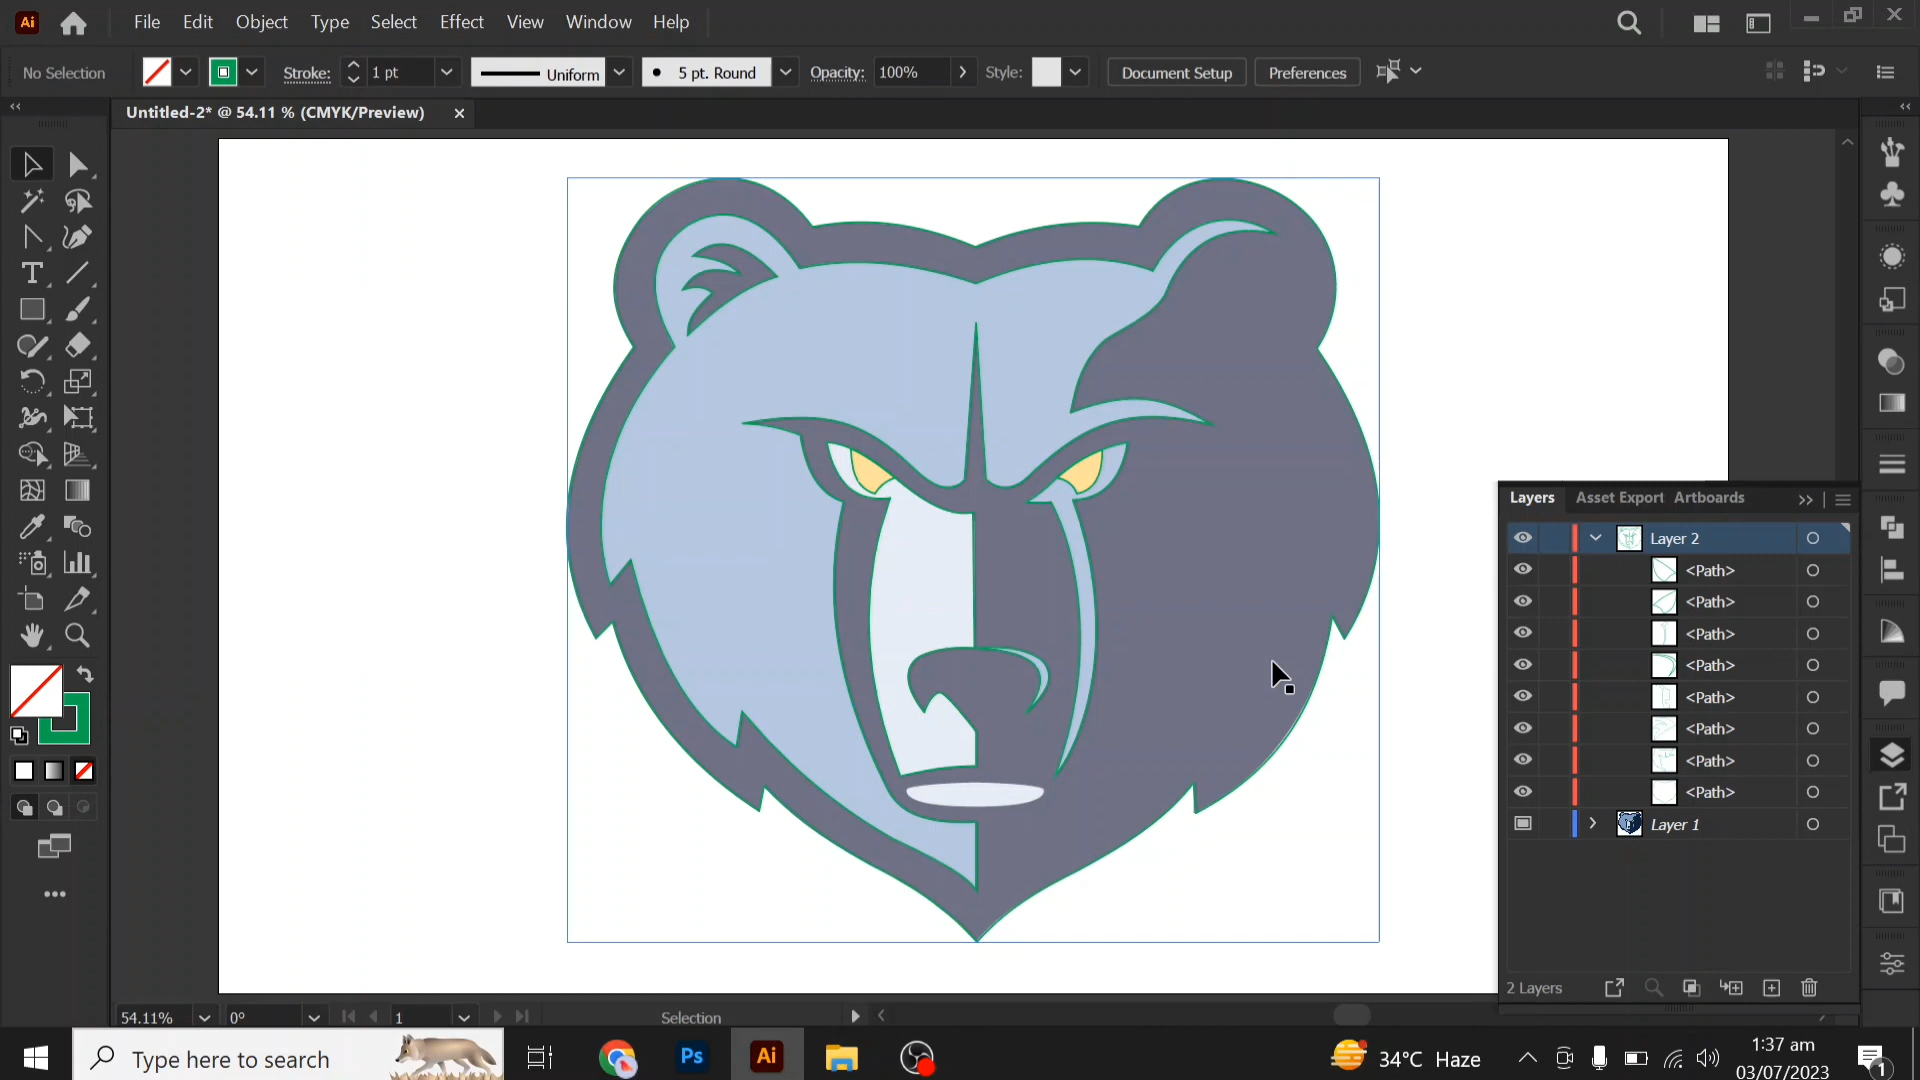 Ai File Edit Object Type Select Effect View Window Help
No Selection Stroke: 1 pt Uniform 5 pt. Round Opacity: 100% Style: Document Setup Preferences
Untitled-2* @ 54.11 % (CMYK/Preview)
Layers Asset Export Artboards
Layer 2
<Path>
<Path>
<Path>
<Path>
<Path>
<Path>
<Path>
<Path>
Layer 1
2 Layers
54.11% 0° 1 Selection
Type here to search Ps Ai 34°C Haze 1:37 am
03/07/2023 1